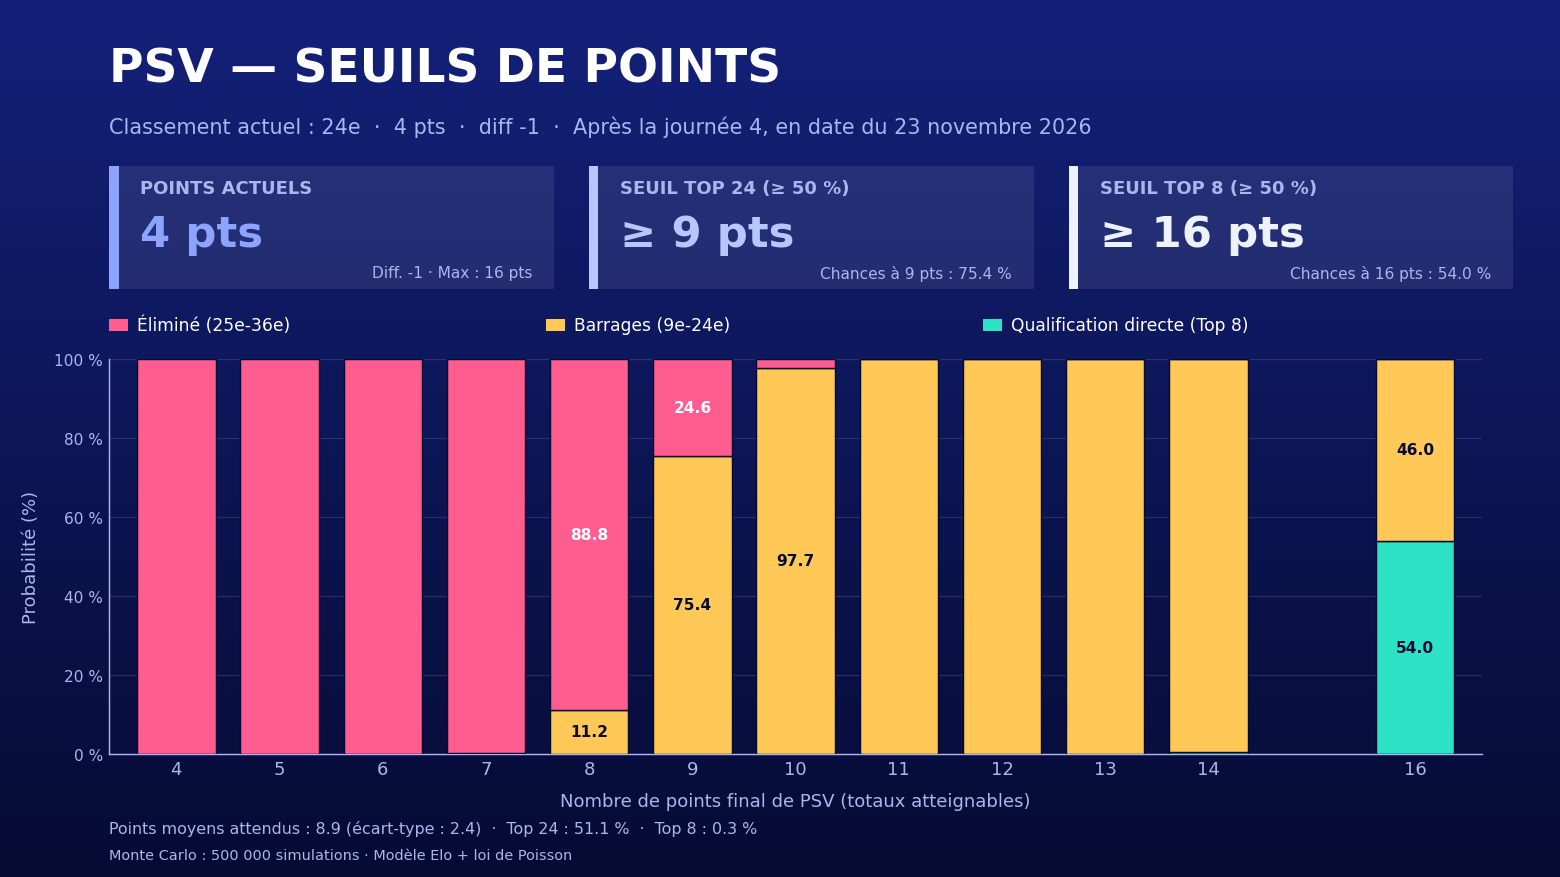 PSV — SEUILS DE POINTS
Classement actuel : 24e · 4 pts · diff -1 · Après la journée 4, en date du 23 novembre 2026
POINTS ACTUELS
4 pts
Diff. -1 · Max : 16 pts
SEUIL TOP 24 (≥ 50 %)
≥ 9 pts
Chances à 9 pts : 75.4 %
SEUIL TOP 8 (≥ 50 %)
≥ 16 pts
Chances à 16 pts : 54.0 %
Éliminé (25e-36e)
Barrages (9e-24e)
Qualification directe (Top 8)
Probabilité (%)
100 %
80 %
60 %
40 %
20 %
0 %
88.8
11.2
24.6
75.4
97.7
46.0
54.0
4 5 6 7 8 9 10 11 12 13 14 16
Nombre de points final de PSV (totaux atteignables)
Points moyens attendus : 8.9 (écart-type : 2.4) · Top 24 : 51.1 % · Top 8 : 0.3 %
Monte Carlo : 500 000 simulations · Modèle Elo + loi de Poisson